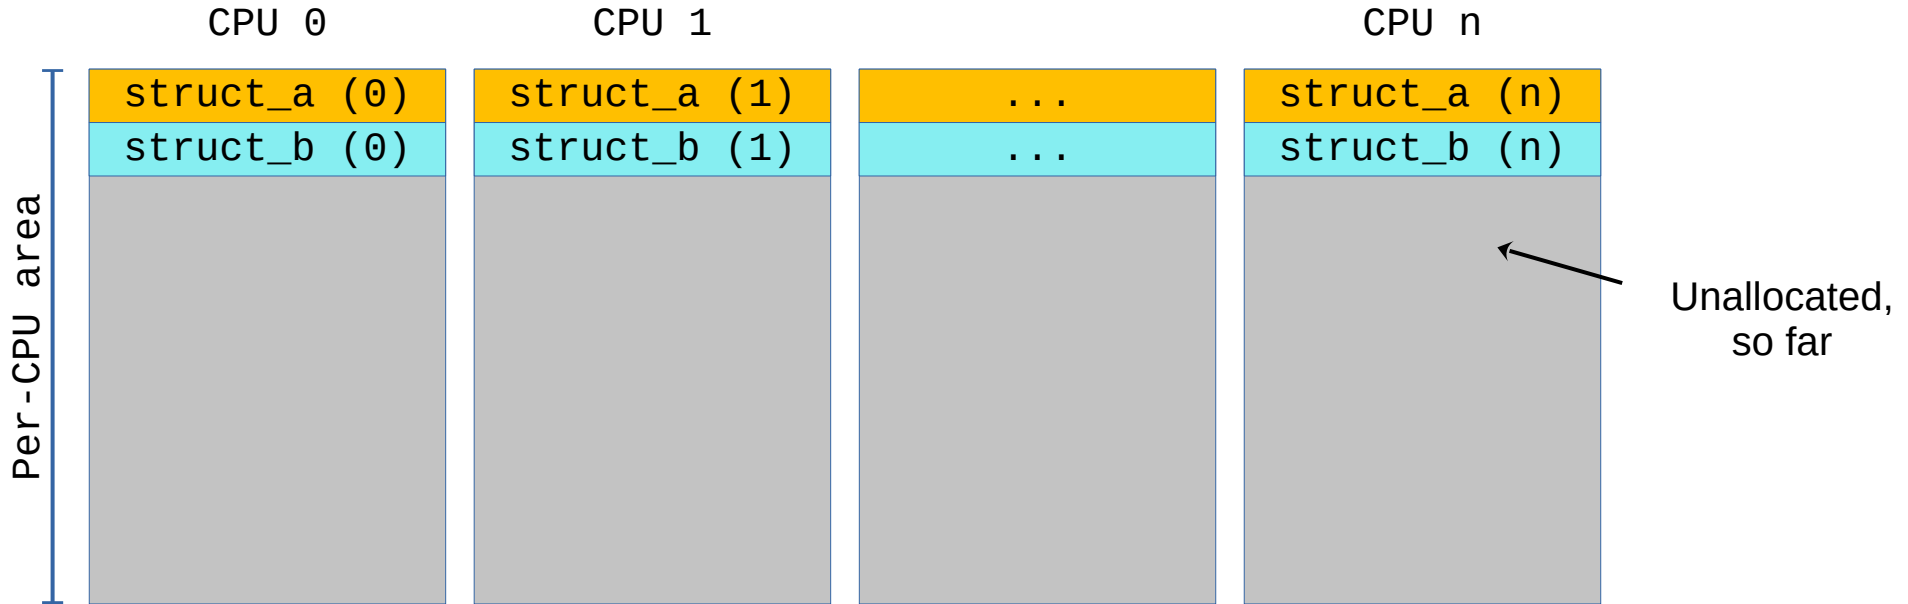 CPU 0
CPU 1
CPU n
struct_a (0)
struct_a (1)
...
struct_a (n)
struct_b (0)
struct_b (1)
...
struct_b (n)
Per-CPU area
Unallocated,
so far